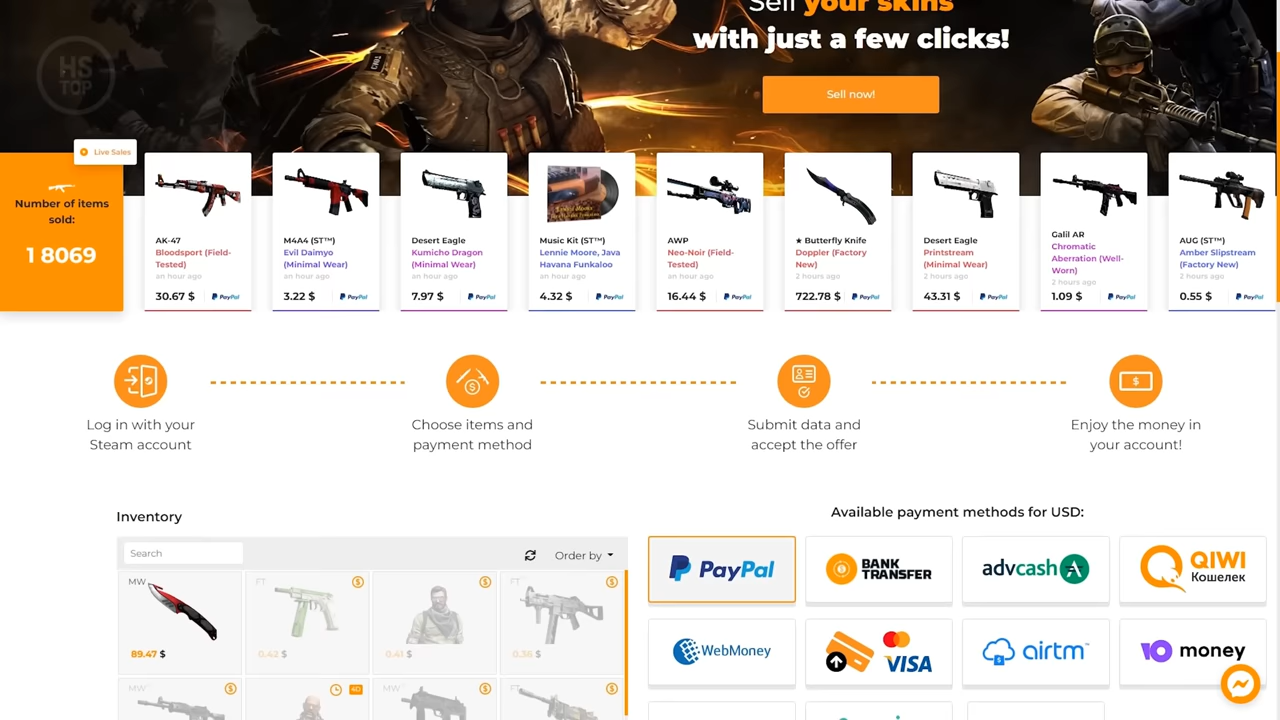 Sell your skins
with just a few clicks!
HS
TOP
Sell now!
Live Sales
Number of items
sold:
1 8069
AK-47
Bloodsport (Field-
Tested)
an hour ago
30.67 $ PayPal
M4A4 (ST™)
Evil Daimyo
(Minimal Wear)
an hour ago
3.22 $ PayPal
Desert Eagle
Kumicho Dragon
(Minimal Wear)
an hour ago
7.97 $ PayPal
Music Kit (ST™)
Lennie Moore, Java
Havana Funkaloo
an hour ago
4.32 $ PayPal
AWP
Neo-Noir (Field-
Tested)
an hour ago
16.44 $ PayPal
★ Butterfly Knife
Doppler (Factory
New)
2 hours ago
722.78 $ PayPal
Desert Eagle
Printstream
(Minimal Wear)
2 hours ago
43.31 $ PayPal
Galil AR
Chromatic
Aberration (Well-
Worn)
2 hours ago
1.09 $ PayPal
AUG (ST™)
Amber Slipstream
(Factory New)
2 hours ago
0.55 $ PayPal
Log in with your
Steam account
Choose items and
payment method
Submit data and
accept the offer
Enjoy the money in
your account!
Inventory
Search
Order by
MW
89.47 $
FT
0.42 $
0.41 $
FT
0.36 $
MW
4D
MW
FT
Available payment methods for USD:
PayPal
BANK
TRANSFER
advcash
QIWI
Кошелек
WebMoney
VISA
airtm
money